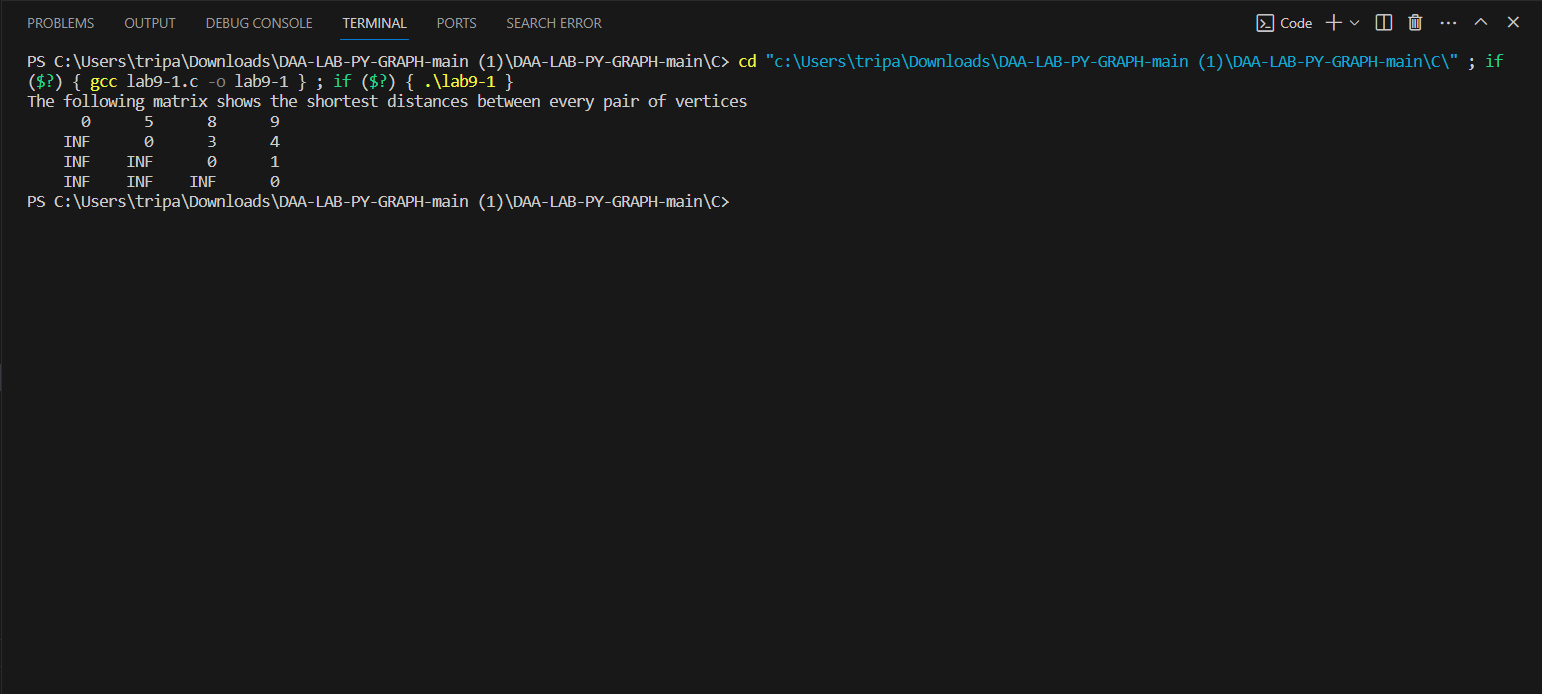 PROBLEMS OUTPUT DEBUG CONSOLE TERMINAL PORTS SEARCH ERROR Code
PS C:\Users\tripa\Downloads\DAA-LAB-PY-GRAPH-main (1)\DAA-LAB-PY-GRAPH-main\C> cd "c:\Users\tripa\Downloads\DAA-LAB-PY-GRAPH-main (1)\DAA-LAB-PY-GRAPH-main\C\" ; if
($?) { gcc lab9-1.c -o lab9-1 } ; if ($?) { .\lab9-1 }
The following matrix shows the shortest distances between every pair of vertices
0 5 8 9
INF 0 3 4
INF INF 0 1
INF INF INF 0
PS C:\Users\tripa\Downloads\DAA-LAB-PY-GRAPH-main (1)\DAA-LAB-PY-GRAPH-main\C>